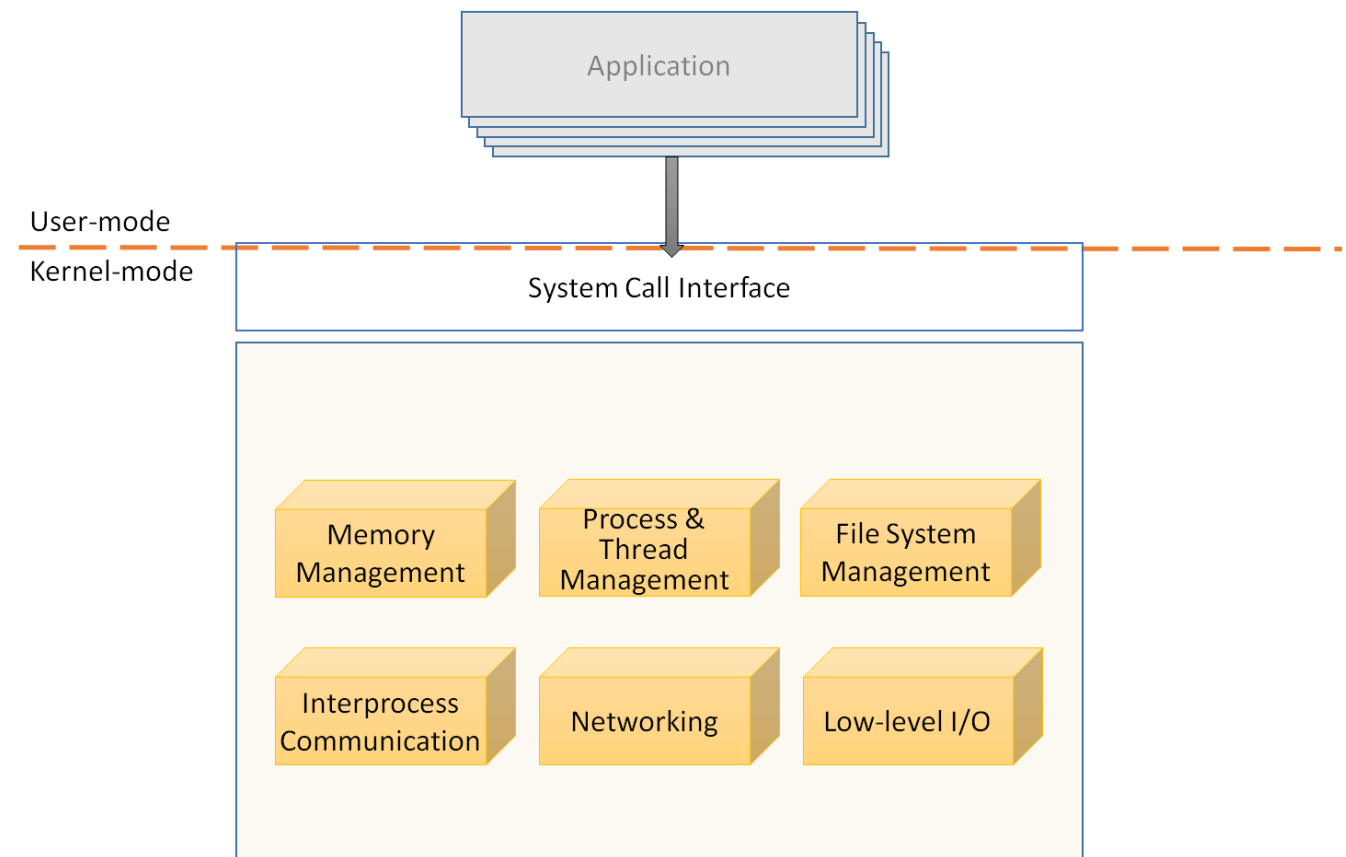 Application
User-mode
Kernel-mode
System Call Interface
Memory
Management
Process &
Thread
Management
File System
Management
Interprocess
Communication
Networking
Low-level I/O